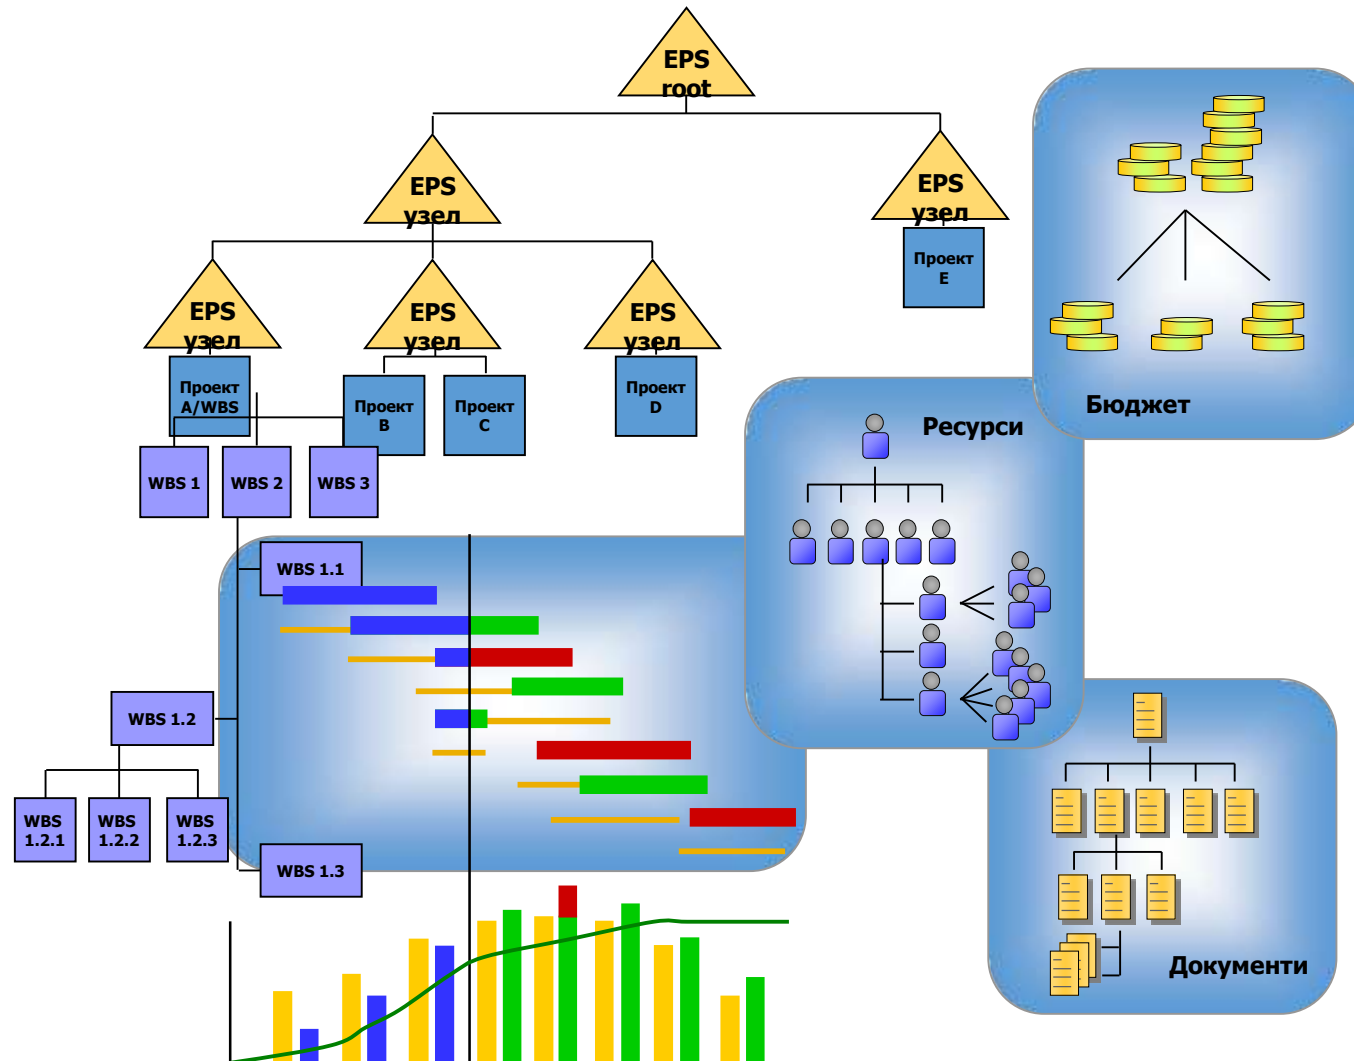 EPS
root
EPS
узел
EPS
узел
Проект
E
EPS
узел
EPS
узел
EPS
узел
Проект
A/WBS
Проект
B
Проект
C
Проект
D
Бюджет
Ресурси
WBS 1
WBS 2
WBS 3
WBS 1.1
WBS 1.2
WBS
1.2.1
WBS
1.2.2
WBS
1.2.3
WBS 1.3
Документи